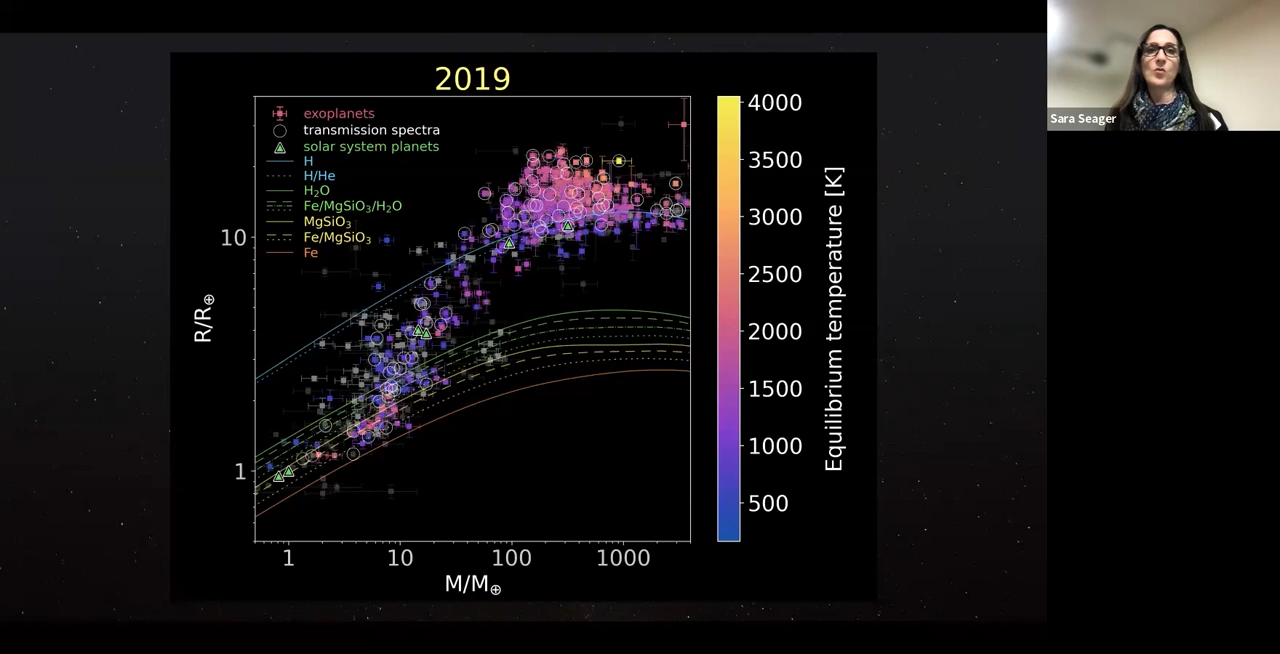 2019
exoplanets
transmission spectra
solar system planets
H
H/He
H₂O
Fe/MgSiO₃/H₂O
MgSiO₃
Fe/MgSiO₃
Fe
10
1
R/R⊕
1 10 100 1000
M/M⊕
4000
3500
3000
2500
2000
1500
1000
500
Equilibrium temperature [K]
Sara Seager